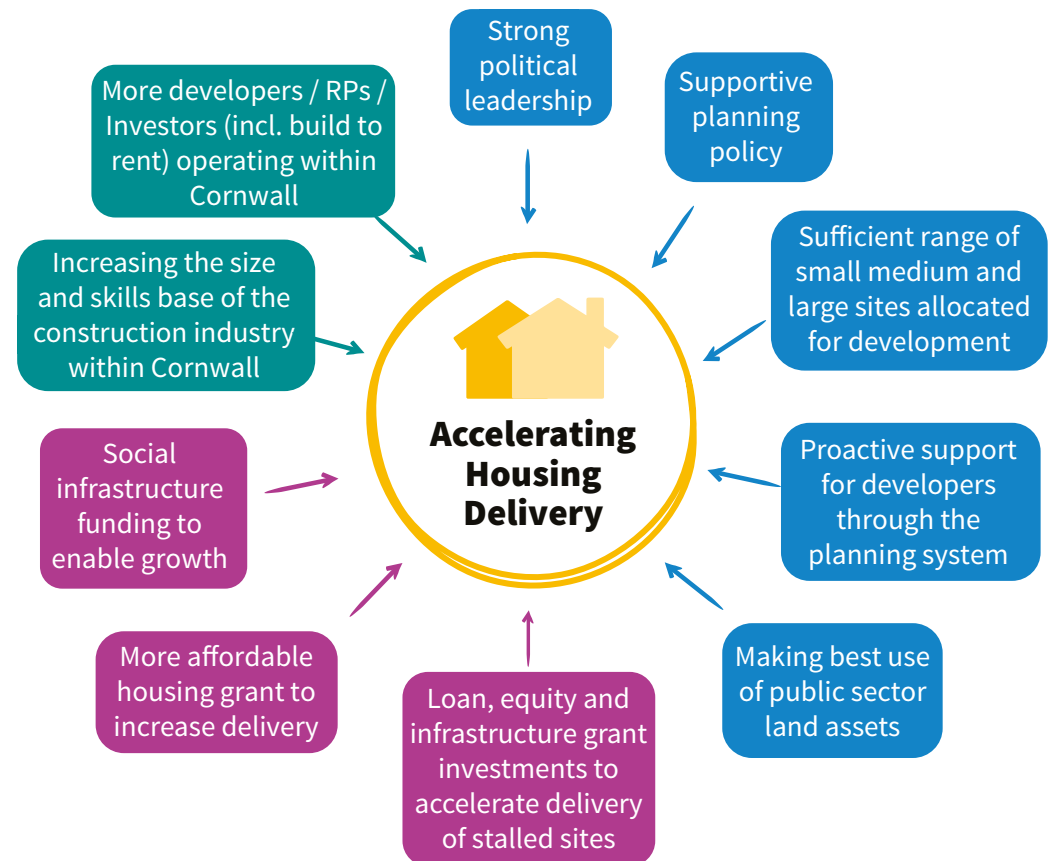 Strong
political
leadership
Supportive
planning
policy
Sufficient range of
small medium and
large sites allocated
for development
Proactive support
for developers
through the
planning system
Making best use
of public sector
land assets
Loan, equity and
infrastructure grant
investments to
accelerate delivery
of stalled sites
More affordable
housing grant to
increase delivery
Social
infrastructure
funding to
enable growth
Increasing the size
and skills base of the
construction industry
within Cornwall
More developers / RPs /
Investors (incl. build to
rent) operating within
Cornwall
Accelerating
Housing
Delivery